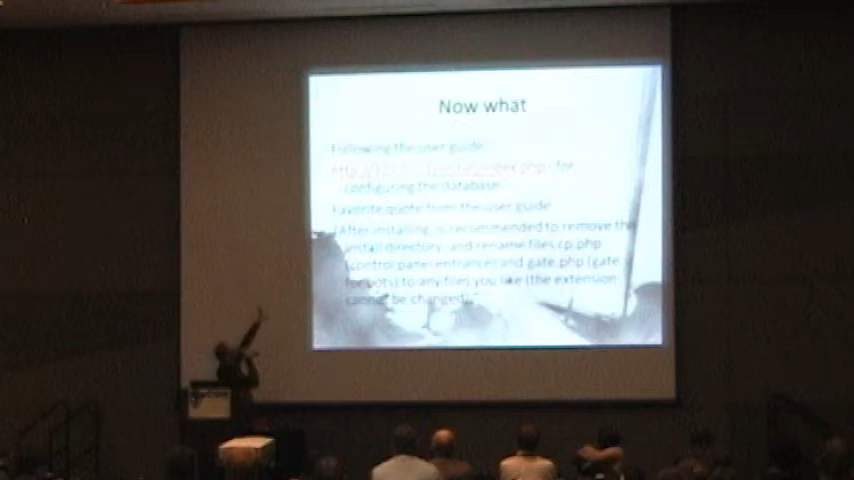 Now what
Following the user guide
index.php - for
configuring the database
Favorite quote from the user guide
"After installing, is recommended to remove the
install directory, and rename files cp.php
(control panel entrance) and gate.php (gate
for bots) to any files you like (the extension
cannot be changed)."